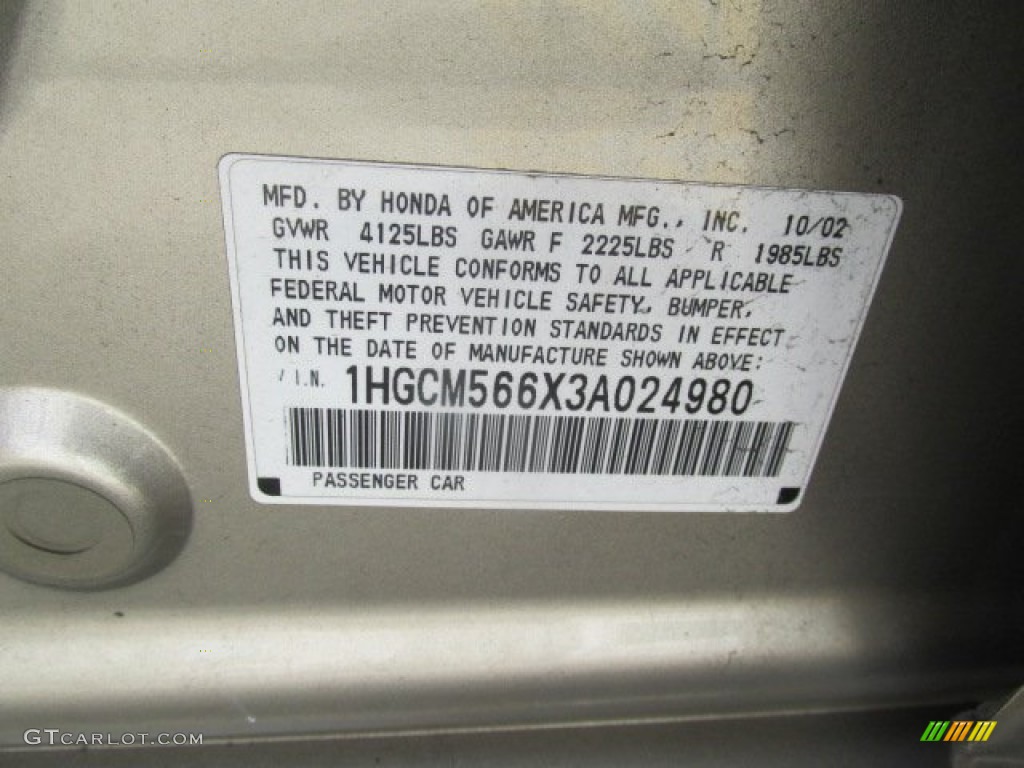 MFD. BY HONDA OF AMERICA MFG., INC. 10/02
GVWR 4125LBS GAWR F 2225LBS R 1985LBS
THIS VEHICLE CONFORMS TO ALL APPLICABLE
FEDERAL MOTOR VEHICLE SAFETY, BUMPER,
AND THEFT PREVENTION STANDARDS IN EFFECT
ON THE DATE OF MANUFACTURE SHOWN ABOVE:
V.I.N. 1HGCM566X3A024980
PASSENGER CAR
GTCARLOT.COM